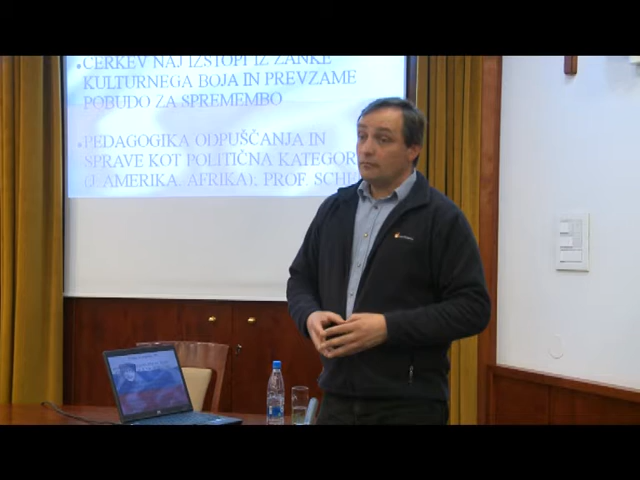 • CERKEV NAJ IZSTOPI IZ ZANKE
KULTURNEGA BOJA IN PREVZAME
POBUDO ZA SPREMEMBO
• PEDAGOGIKA ODPUŠČANJA IN
SPRAVE KOT POLITIČNA KATEGOR
(J. AMERIKA. AFRIKA); PROF. SCHI